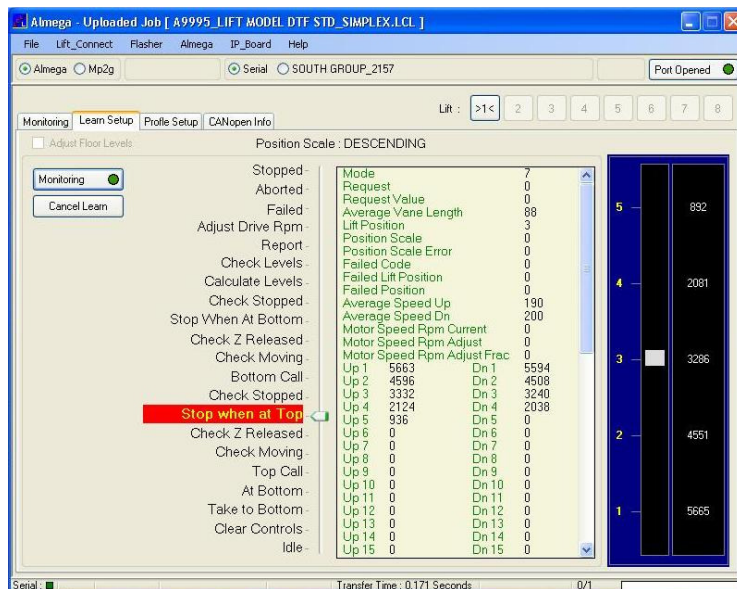 Almega - Uploaded Job [ A9995_LIFT MODEL DTF STD_SIMPLEX.LCL ]
File Lift_Connect Flasher Almega IP_Board Help
Almega Mp2g Serial SOUTH GROUP_2157 Port Opened
Lift : >1< 2 3 4 5 6 7 8
Monitoring Learn Setup Profle Setup CANopen Info
Adjust Floor Levels Position Scale : DESCENDING
Monitoring
Cancel Learn
Stopped
Aborted
Failed
Adjust Drive Rpm
Report
Check Levels
Calculate Levels
Check Stopped
Stop When At Bottom
Check Z Released
Check Moving
Bottom Call
Check Stopped
Stop when at Top
Check Z Released
Check Moving
Top Call
At Bottom
Take to Bottom
Clear Controls
Idle
Mode 7
Request 0
Request Value 0
Average Vane Length 88
Lift Position 3
Position Scale 0
Position Scale Error 0
Failed Code 0
Failed Lift Position 0
Failed Position 0
Average Speed Up 190
Average Speed Dn 200
Motor Speed Rpm Current 0
Motor Speed Rpm Adjust 0
Motor Speed Rpm Adjust Frac 0
Up 1 5663 Dn 1 5594
Up 2 4596 Dn 2 4508
Up 3 3332 Dn 3 3240
Up 4 2124 Dn 4 2038
Up 5 936 Dn 5 0
Up 6 0 Dn 6 0
Up 7 0 Dn 7 0
Up 8 0 Dn 8 0
Up 9 0 Dn 9 0
Up 10 0 Dn 10 0
Up 11 0 Dn 11 0
Up 12 0 Dn 12 0
Up 13 0 Dn 13 0
Up 14 0 Dn 14 0
Up 15 0 Dn 15 0
5 892
4 2081
3 3286
2 4551
1 5665
Serial : Transfer Time : 0.171 Seconds 0/1